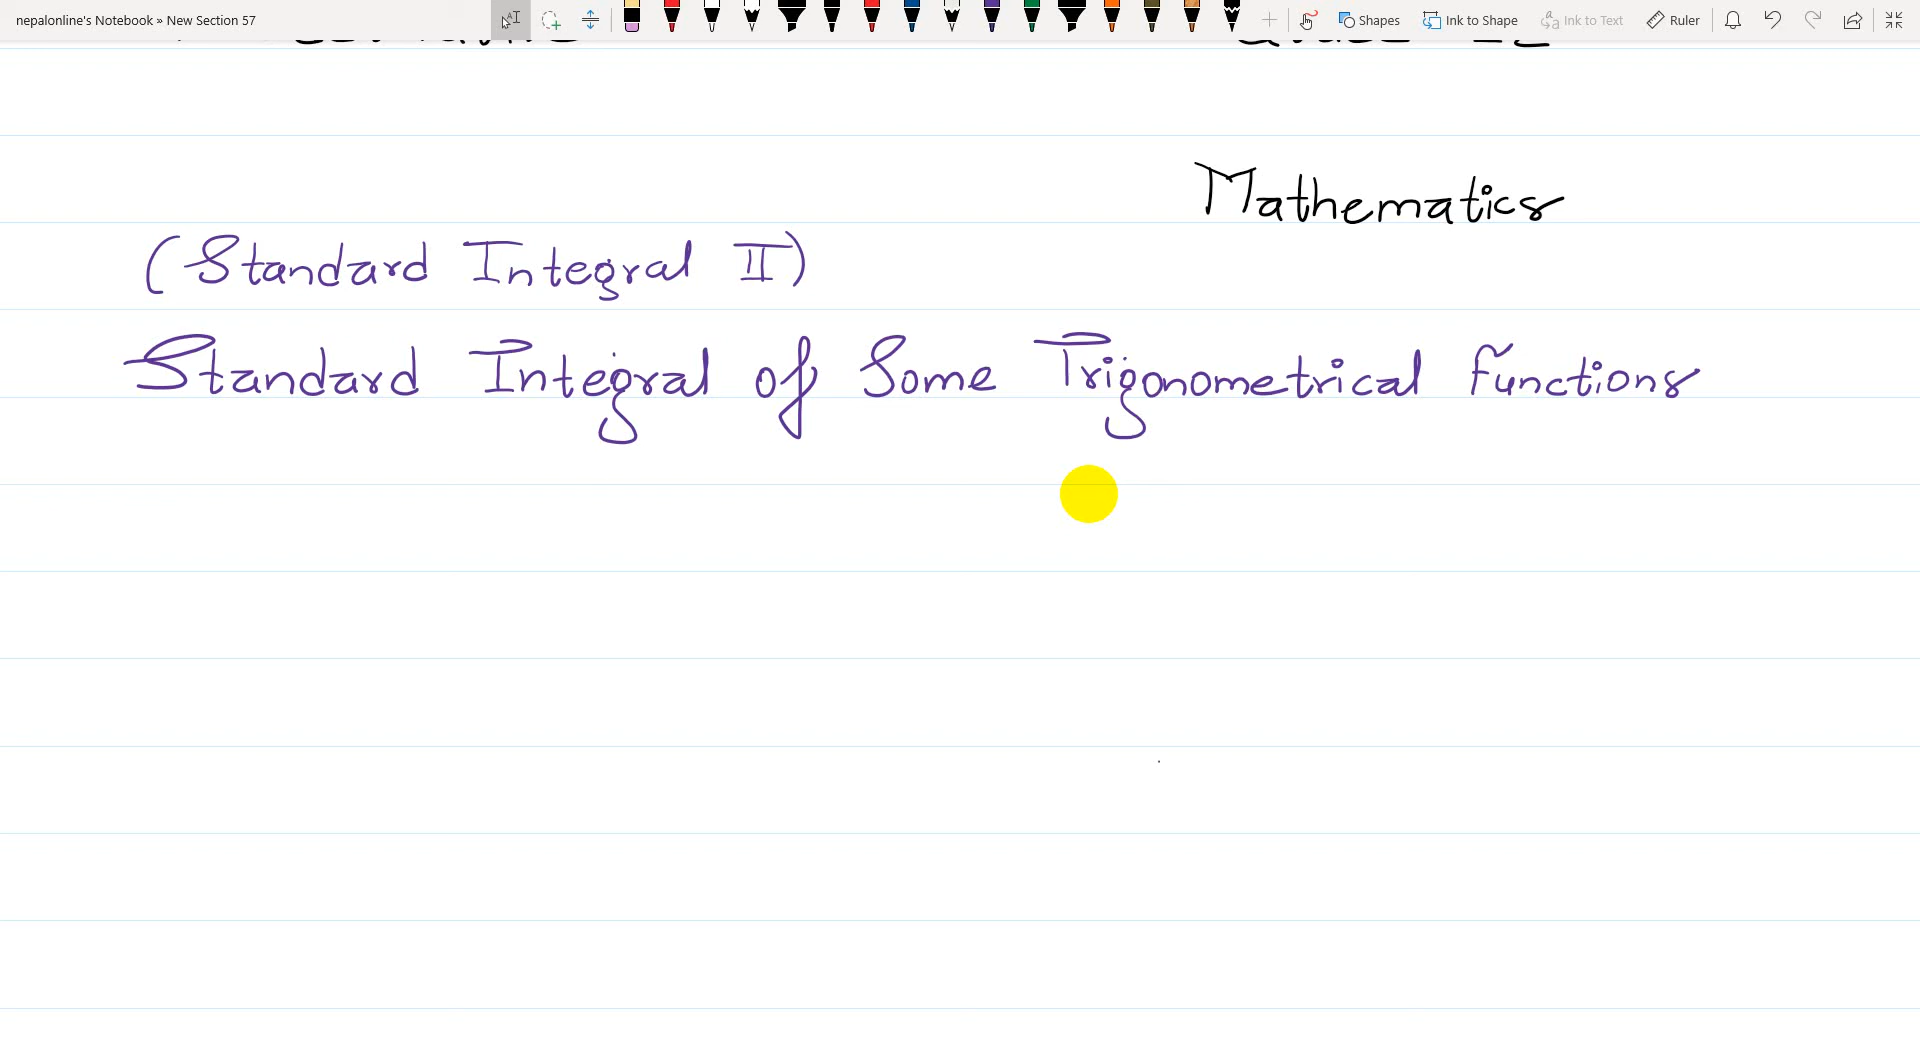 nepalonline's Notebook » New Section 57
Shapes
Ink to Shape
Ink to Text
Ruler
Mathematics
(Standard Integral II)
Standard Integral of Some Trigonometrical Functions